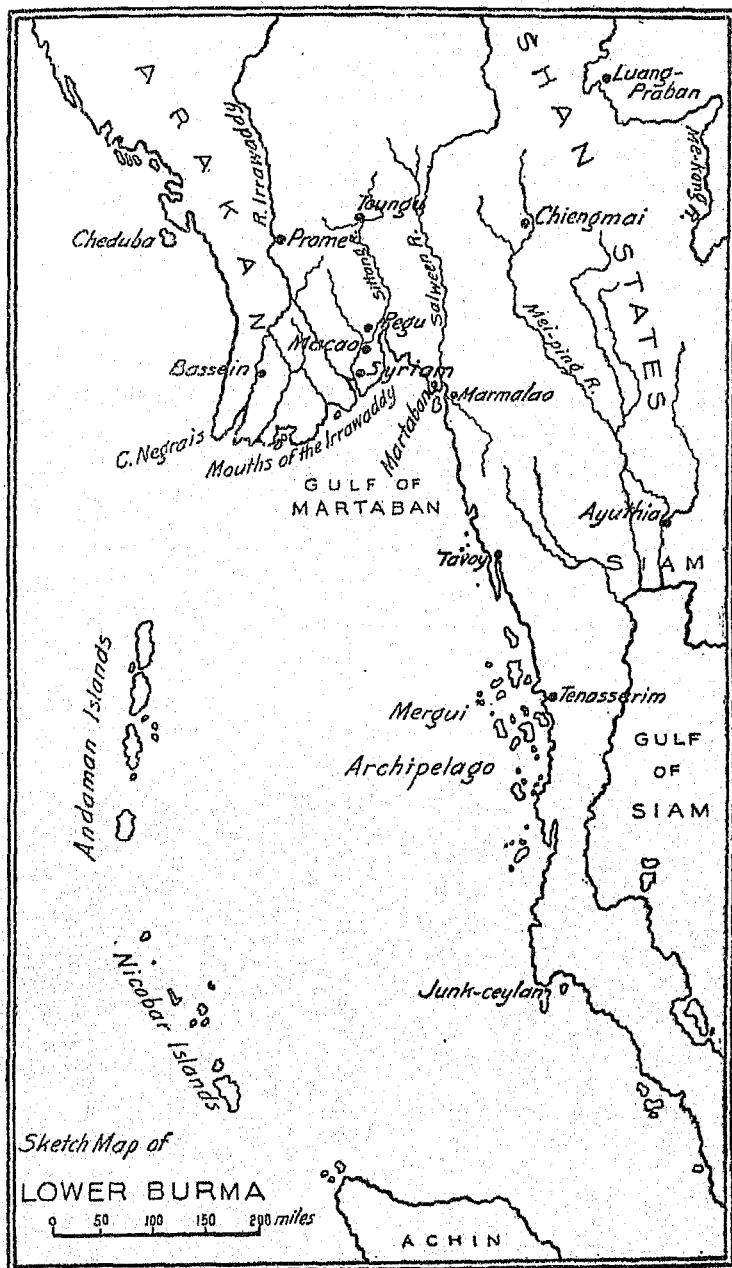 ARAKAN
SHAN STATES
Luang-
Prāban
Me-kong R.
R. Irrawaddy
Toungu
Chiengmai
Cheduba
Prome
Sittang R.
Salween R.
Pegu
Macao
Mei-ping R.
Bassein
Syriam
Marmalao
Martaban
C. Negrais
Mouths of the Irrawaddy
GULF OF
MARTABAN
Ayuthia
SIAM
Tavoy
Andaman Islands
Mergui
Archipelago
Tenasserim
GULF
OF
SIAM
Nicobar Islands
Junk-ceylam
Sketch Map of
LOWER BURMA
0 50 100 150 200 miles
ACHIN